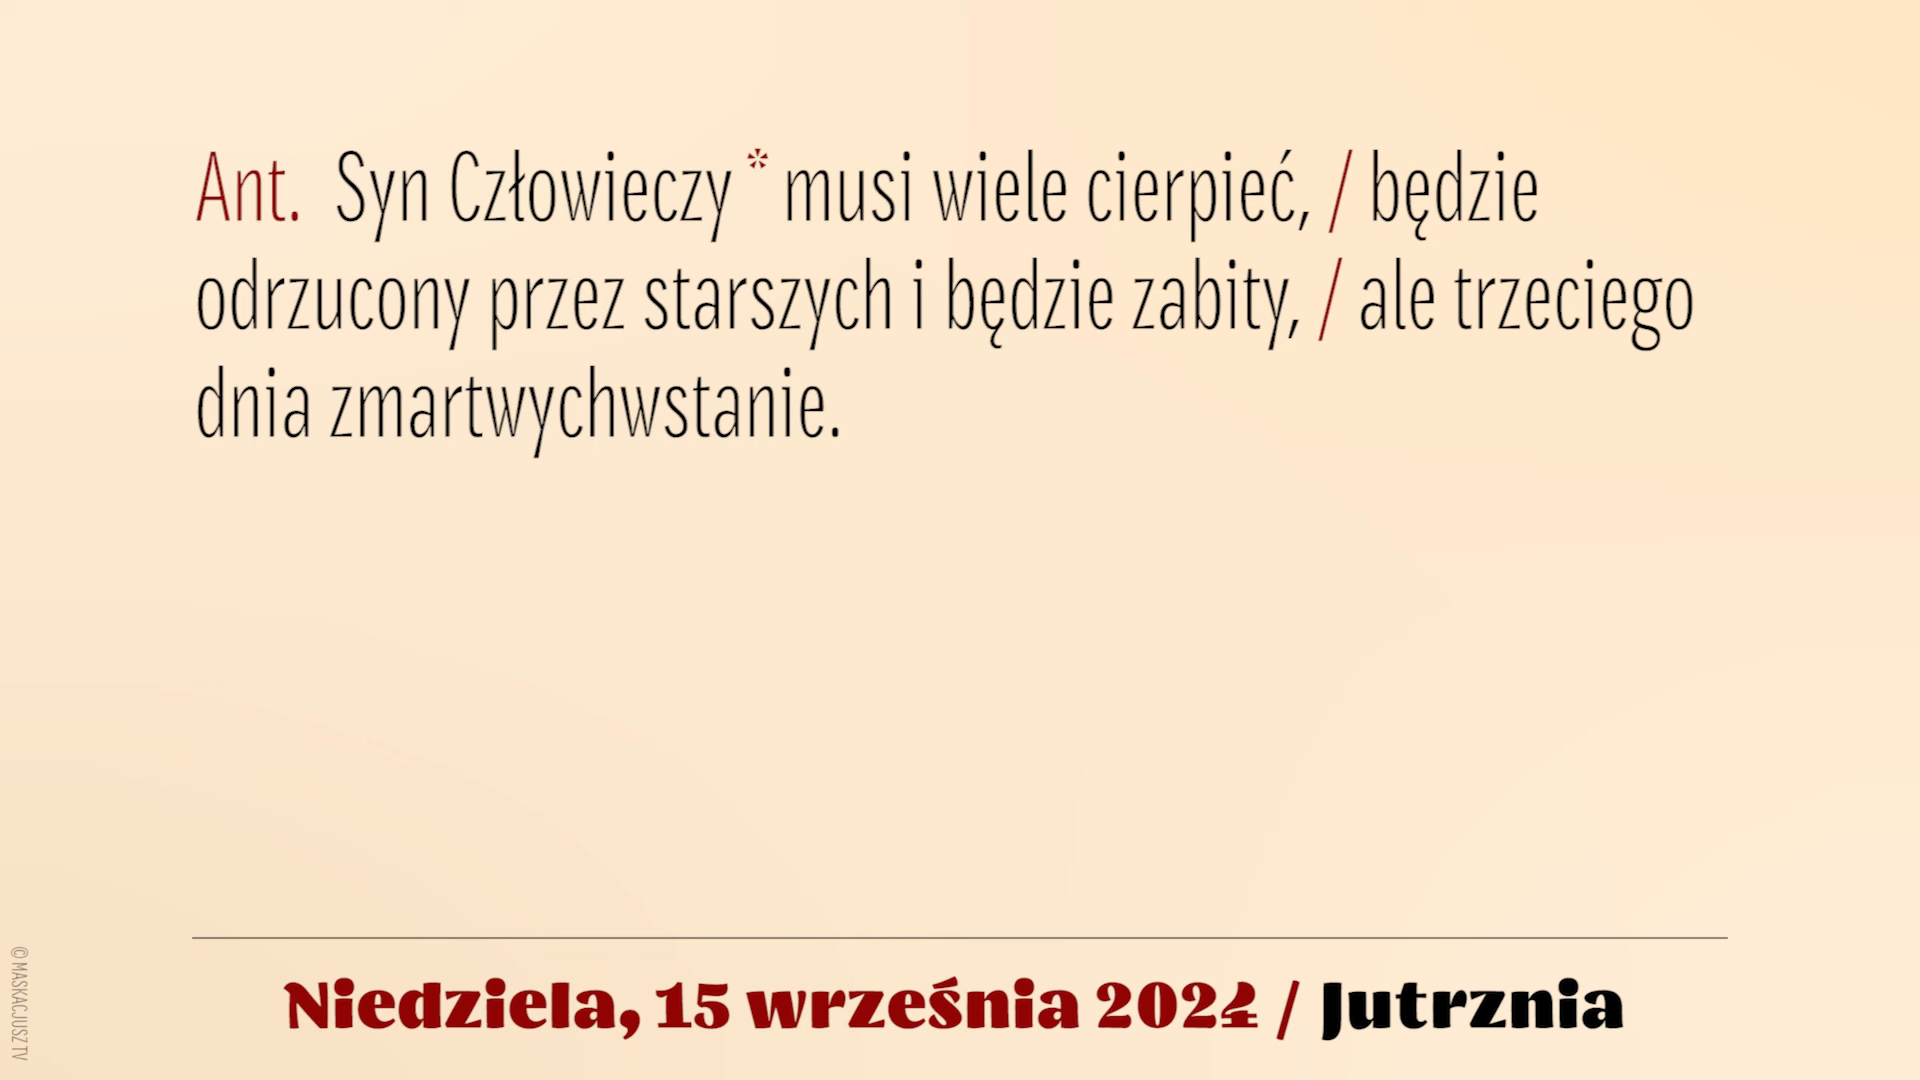 Ant. Syn Człowieczy * musi wiele cierpieć, / będzie
odrzucony przez starszych i będzie zabity, / ale trzeciego
dnia zmartwychwstanie.
Niedziela, 15 września 2024 / Jutrznia
© MASKACJUSZ TV